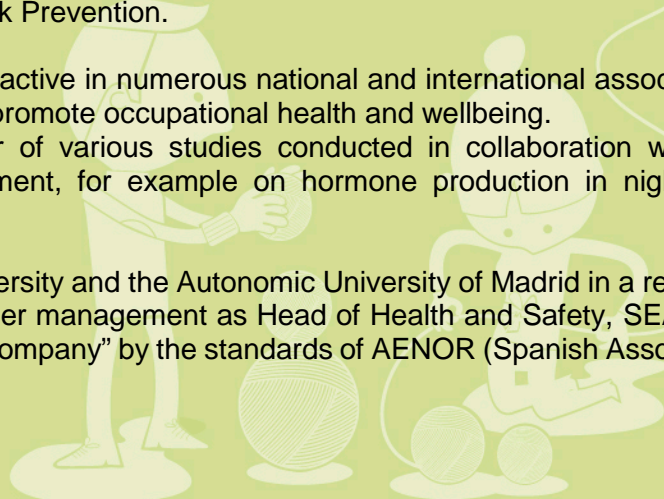 k Prevention.
active in numerous national and international assoc
promote occupational health and wellbeing.
r of various studies conducted in collaboration w
ment, for example on hormone production in nig
ersity and the Autonomic University of Madrid in a re
er management as Head of Health and Safety, SEA
ompany” by the standards of AENOR (Spanish Asso